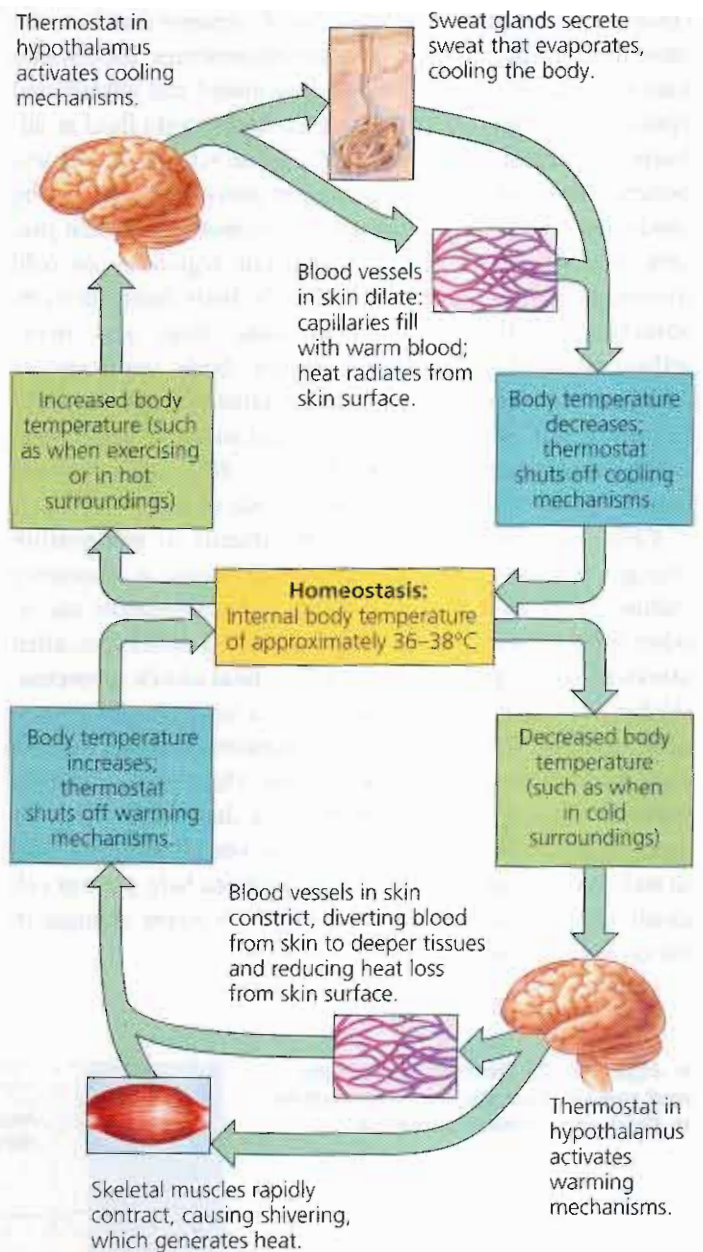 Thermostat in
hypothalamus
activates cooling
mechanisms.
Sweat glands secrete
sweat that evaporates,
cooling the body.
Blood vessels
in skin dilate:
capillaries fill
with warm blood;
heat radiates from
skin surface.
Increased body
temperature (such
as when exercising
or in hot
surroundings)
Body temperature
decreases;
thermostat
shuts off cooling
mechanisms.
Homeostasis:
Internal body temperature
of approximately 36–38°C
Body temperature
increases;
thermostat
shuts off warming
mechanisms.
Decreased body
temperature
(such as when
in cold
surroundings)
Blood vessels in skin
constrict, diverting blood
from skin to deeper tissues
and reducing heat loss
from skin surface.
Thermostat in
hypothalamus
activates
warming
mechanisms.
Skeletal muscles rapidly
contract, causing shivering,
which generates heat.